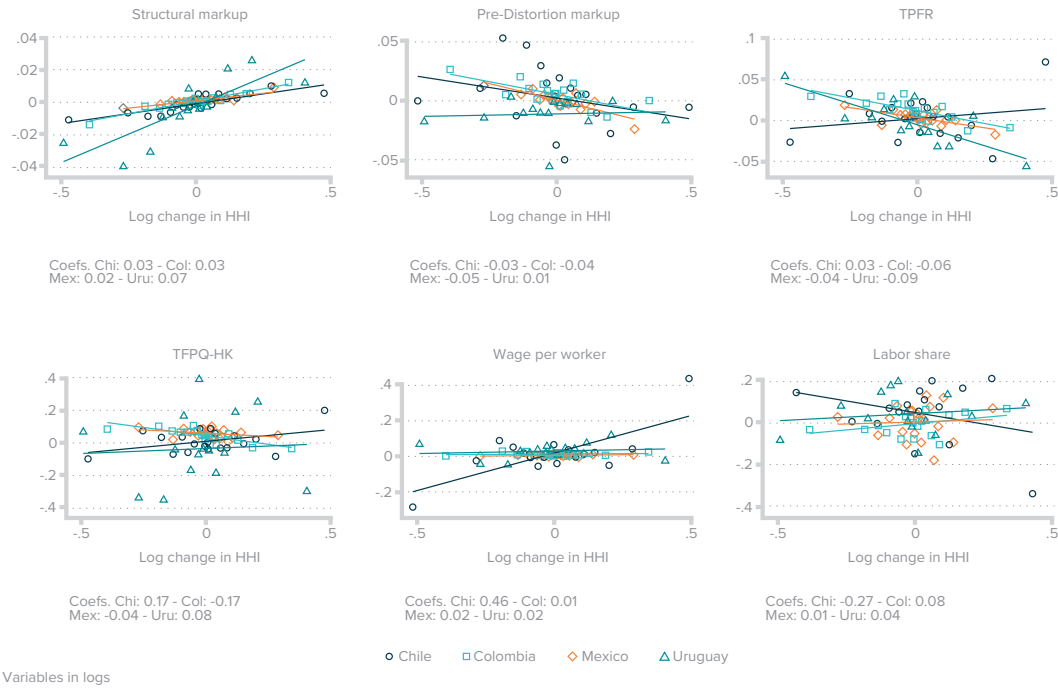 Structural markup
.04
.02
0
-.02
-.04
-.5
0
.5
Log change in HHI
Coefs. Chi: 0.03 - Col: 0.03
Mex: 0.02 - Uru: 0.07
Pre-Distortion markup
.05
0
-.05
-.5
0
.5
Log change in HHI
Coefs. Chi: -0.03 - Col: -0.04
Mex: -0.05 - Uru: 0.01
TPFR
.1
.05
0
-.05
-.5
0
.5
Log change in HHI
Coefs. Chi: 0.03 - Col: -0.06
Mex: -0.04 - Uru: -0.09
TFPQ-HK
.4
.2
0
-.2
-.4
-.5
0
.5
Log change in HHI
Coefs. Chi: 0.17 - Col: -0.17
Mex: -0.04 - Uru: 0.08
Wage per worker
.4
.2
0
-.2
-.5
0
.5
Log change in HHI
Coefs. Chi: 0.46 - Col: 0.01
Mex: 0.02 - Uru: 0.02
Labor share
.2
0
-.2
-.4
-.5
0
.5
Log change in HHI
Coefs. Chi: -0.27 - Col: 0.08
Mex: 0.01- Uru: 0.04
Chile Colombia Mexico Uruguay
Variables in logs